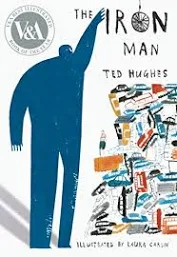 V&A
THE IRON
MAN
TED HUGHES
ILLUSTRATED BY LAURA CARLIN